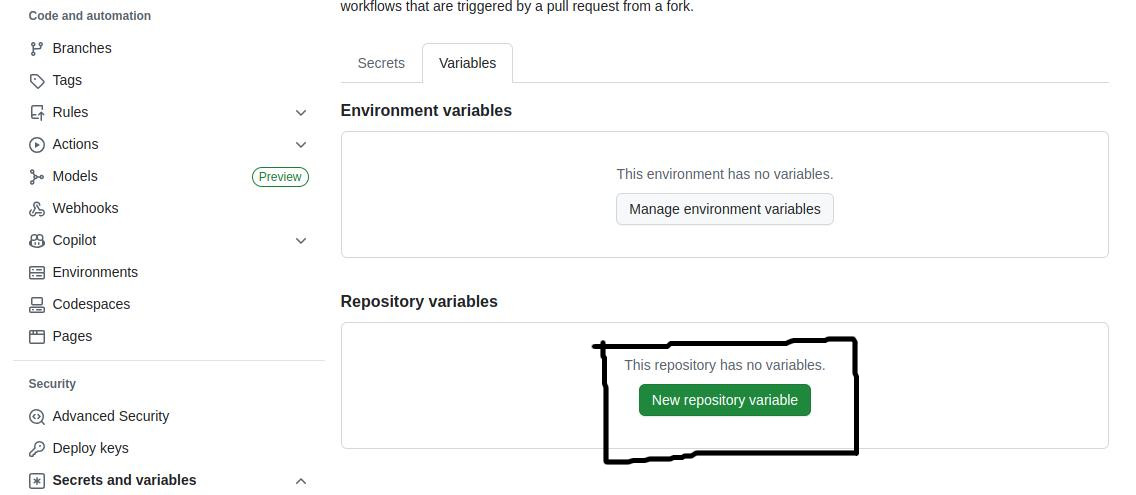 Code and automation
Branches
Tags
Rules
Actions
Models Preview
Webhooks
Copilot
Environments
Codespaces
Pages
Security
Advanced Security
Deploy keys
Secrets and variables
workflows that are triggered by a pull request from a fork.
Secrets Variables
Environment variables
This environment has no variables.
Manage environment variables
Repository variables
This repository has no variables.
New repository variable